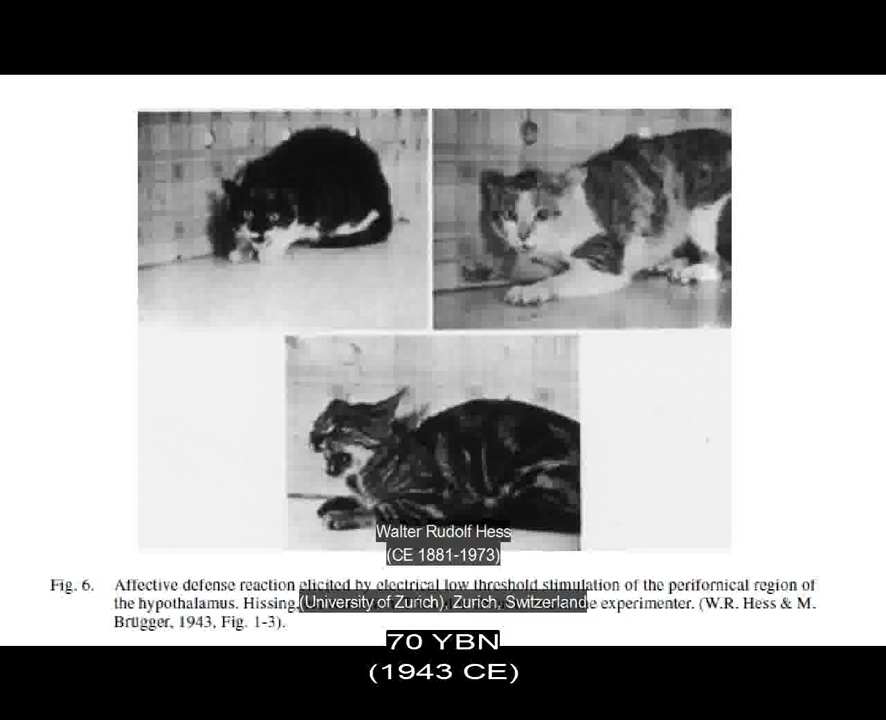 Walter Rudolf Hess
(CE 1881-1973)
Fig. 6. Affective defense reaction elicited by electrical low threshold stimulation of the perifornical region of
the hypothalamus. Hissing, experimenter. (W.R. Hess & M.
(University of Zurich), Zurich, Switzerland
Brügger, 1943, Fig. 1-3).
70 YBN
(1943 CE)